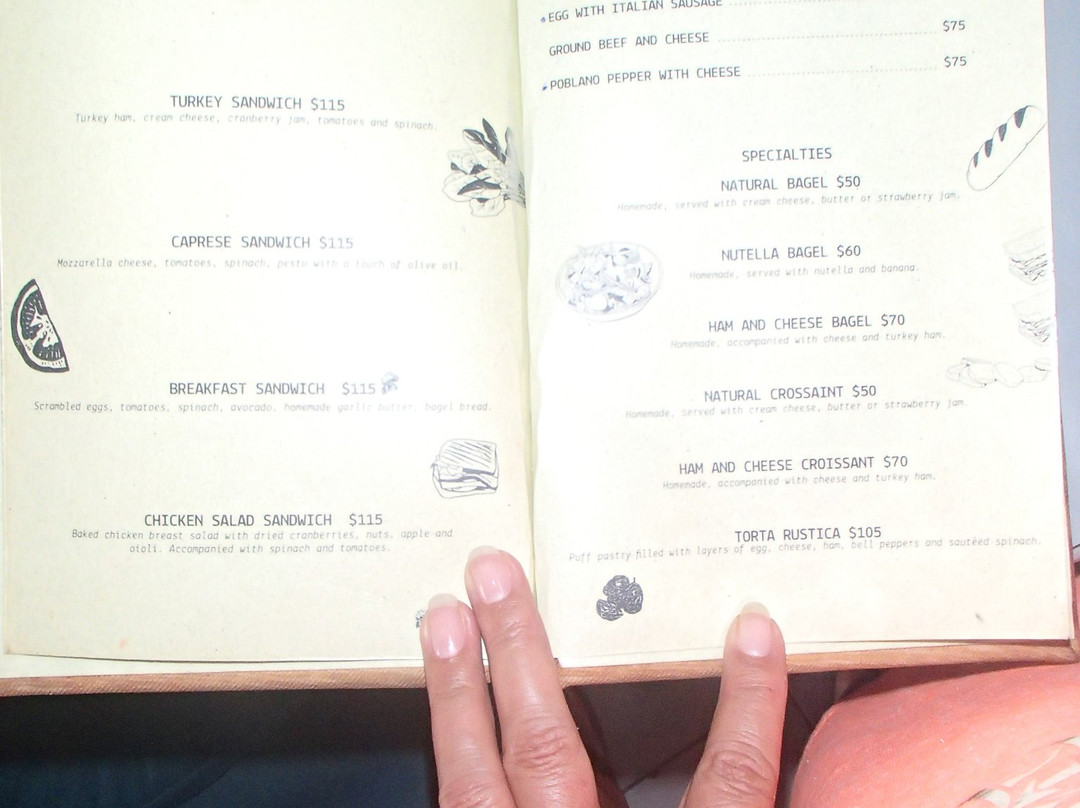 TURKEY SANDWICH $115
Turkey ham, cream cheese, cranberry jam, tomatoes and spinach.
CAPRESE SANDWICH $115
Mozzarella cheese, tomatoes, spinach, pesto with a touch of olive oil.
BREAKFAST SANDWICH $115
Scrambled eggs, tomatoes, spinach, avocado, homemade garlic butter, bagel bread.
CHICKEN SALAD SANDWICH $115
Baked chicken breast salad with dried cranberries, nuts, apple and
aioli. Accompanied with spinach and tomatoes.
EGG WITH ITALIAN SAUSAGE
GROUND BEEF AND CHEESE $75
POBLANO PEPPER WITH CHEESE $75
SPECIALTIES
NATURAL BAGEL $50
Homemade, served with cream cheese, butter or strawberry jam.
NUTELLA BAGEL $60
Homemade, served with nutella and banana.
HAM AND CHEESE BAGEL $70
Homemade, accompanied with cheese and turkey ham.
NATURAL CROSSAINT $50
Homemade, served with cream cheese, butter or strawberry jam.
HAM AND CHEESE CROISSANT $70
Homemade, accompanied with cheese and turkey ham.
TORTA RUSTICA $105
Puff pastry filled with layers of egg, cheese, ham, bell peppers and sautéed spinach.